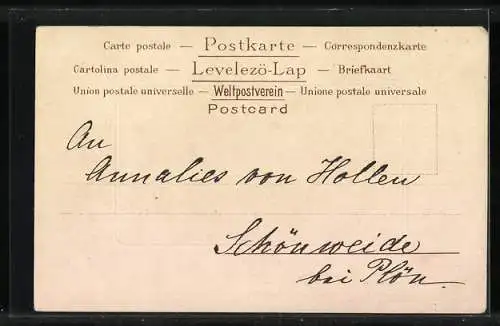 Carte postale — Postkarte — Correspondenzkarte
Cartolina postale — Levelezö-Lap — Briefkaart
Union postale universelle — Weltpostverein — Unione postale universale
Postcard
An
Annalies von Hollen
Schönweide
bei Plön.